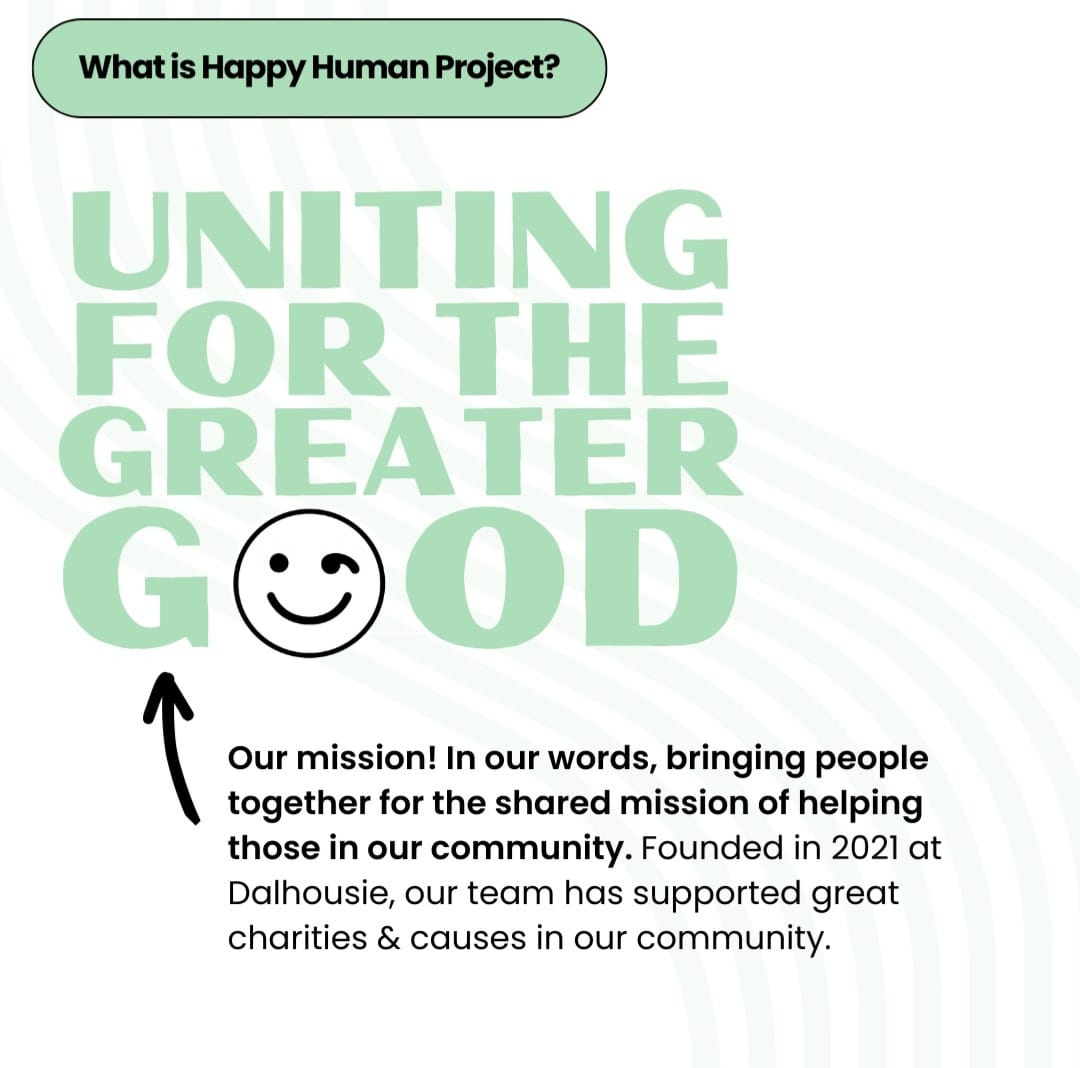 What is Happy Human Project?
UNITING
FOR THE
GREATER
GOOD
Our mission! In our words, bringing people
together for the shared mission of helping
those in our community. Founded in 2021 at
Dalhousie, our team has supported great
charities & causes in our community.